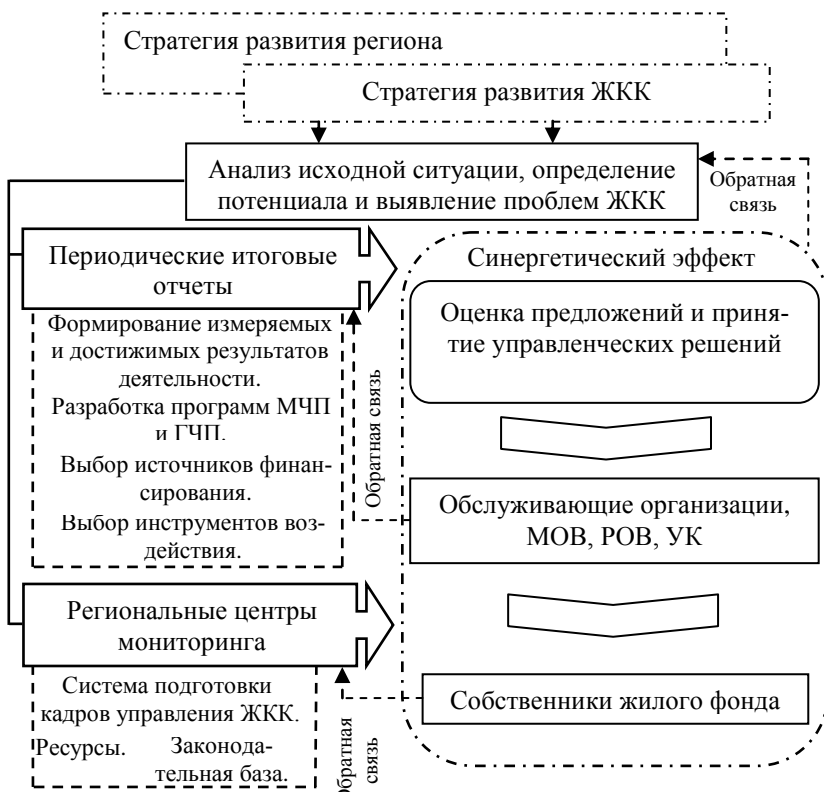 Стратегия развития региона
Стратегия развития ЖКК
Анализ исходной ситуации, определение
потенциала и выявление проблем ЖКК
Обратная
связь
Периодические итоговые
отчеты
Формирование измеряемых
и достижимых результатов
деятельности.
Разработка программ МЧП
и ГЧП.
Выбор источников финан-
сирования.
Выбор инструментов воз-
действия.
Обратная связь
Синергетический эффект
Оценка предложений и приня-
тие управленческих решений
Обслуживающие организации,
МОВ, РОВ, УК
Региональные центры
мониторинга
Система подготовки
кадров управления ЖКК.
Ресурсы. Законода-
тельная база.
Обратная
связь
Собственники жилого фонда